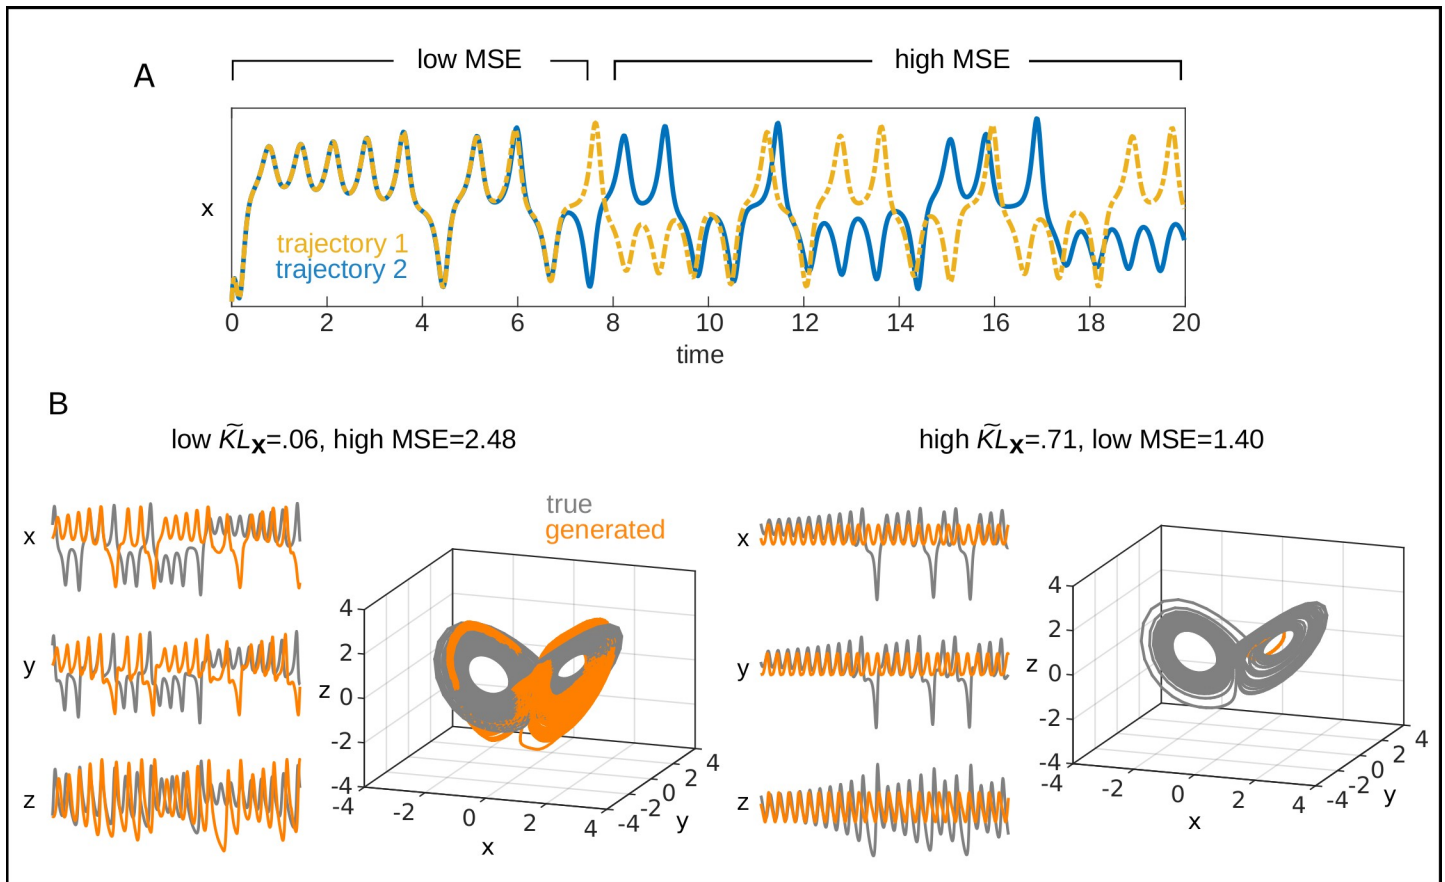 A
low MSE
high MSE
x
trajectory 1
trajectory 2
0 2 4 6 8 10 12 14 16 18 20
time
B
low K̃L𝐱=.06, high MSE=2.48
high K̃L𝐱=.71, low MSE=1.40
true
generated
x
y
z
4
2
z 0
-2
-4
-4 -2 0 2 4
x
-4 -2 0 2 4
y
x
y
z
4
2
z
0
-2
-4
-4 -2 0 2 4
x
-4 -2 0 2 4
y